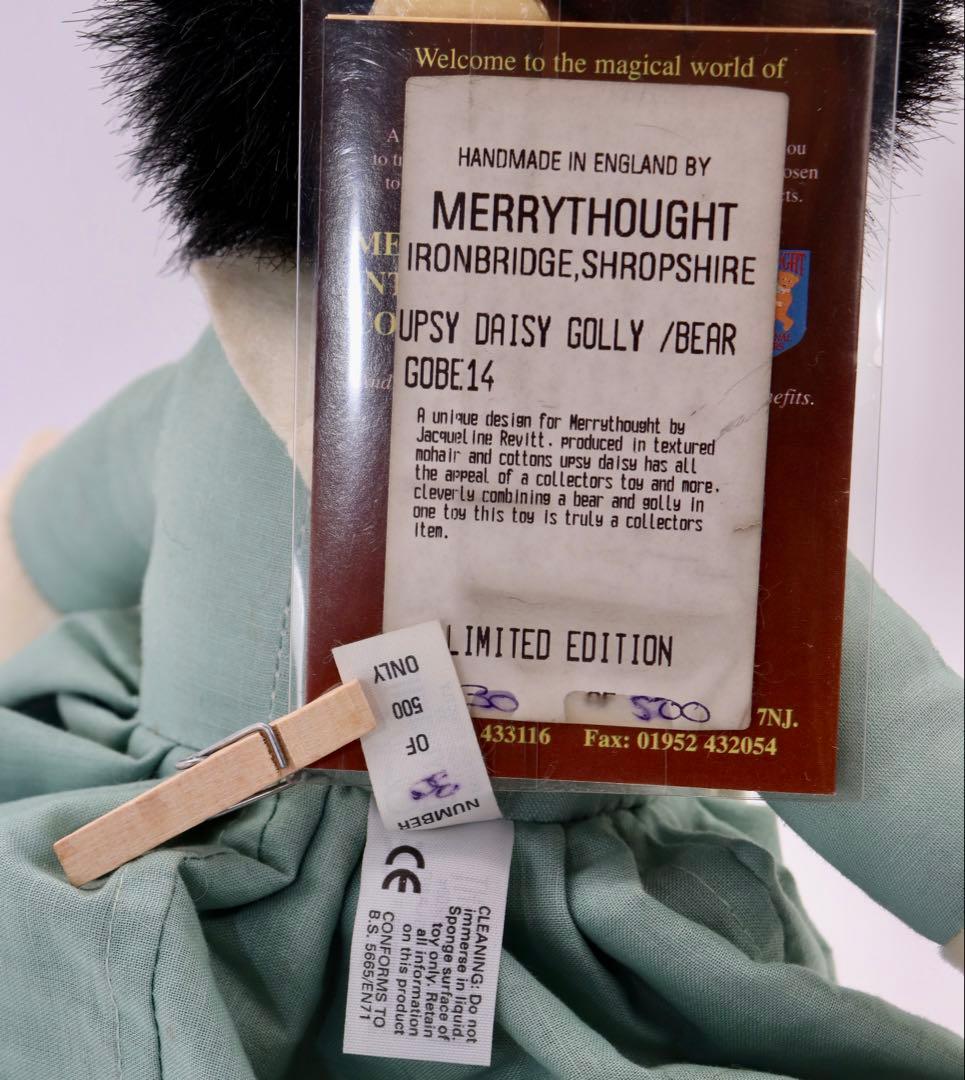 Welcome to the magical world of
HANDMADE IN ENGLAND BY
MERRYTHOUGHT
IRONBRIDGE,SHROPSHIRE
UPSY DAISY GOLLY /BEAR
GOBE14
A unique design for Merrythought by
Jacqueline Revitt. produced in textured
mohair and cottons upsy daisy has all
the appeal of a collectors toy and more.
cleverly combining a bear and golly in
one toy this toy is truly a collectors
item.
LIMITED EDITION
30 OF 500
7NJ.
433116 Fax: 01952 432054
NUMBER
OF
500
ONLY
CE
CLEANING: Do not
immerse in liquid.
Sponge surface of
toy only. Retain
all information
on this product
CONFORMS TO
B.S. 5665/EN71